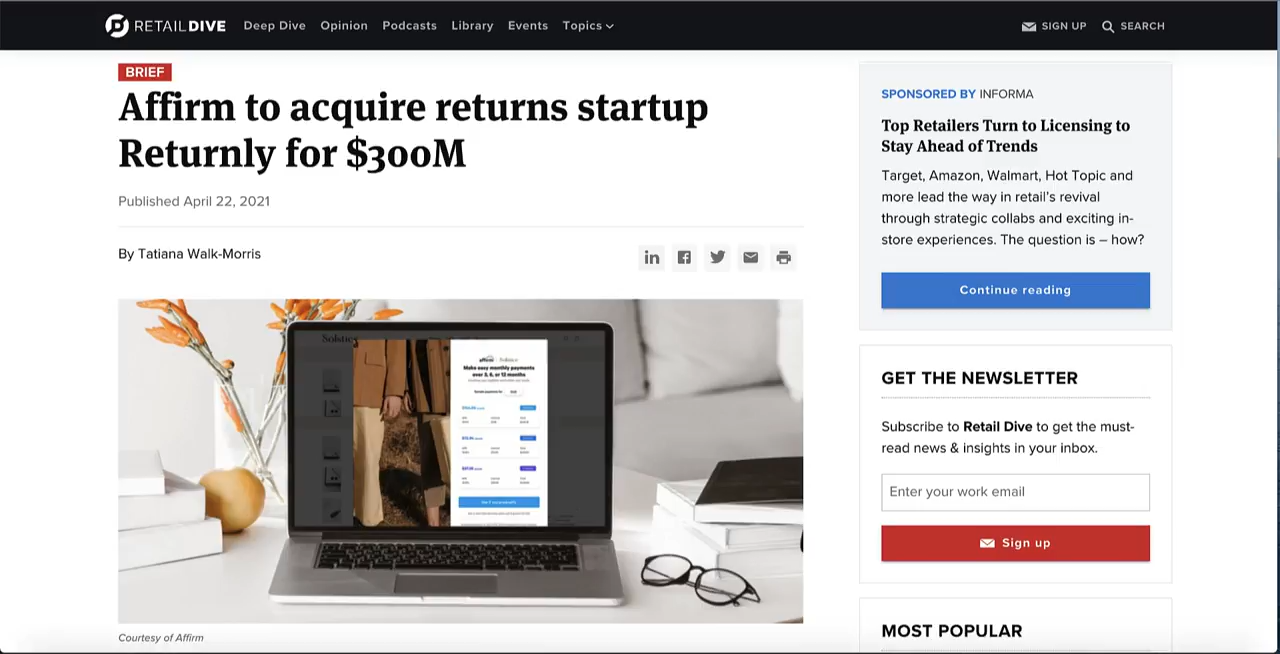 RETAIL DIVE Deep Dive Opinion Podcasts Library Events Topics SIGN UP SEARCH
BRIEF
Affirm to acquire returns startup
Returnly for $300M
Published April 22, 2021
By Tatiana Walk-Morris
Solstice
affirm Solstice
Make easy monthly payments
over 3, 6, or 12 months
Courtesy of Affirm
SPONSORED BY INFORMA
Top Retailers Turn to Licensing to
Stay Ahead of Trends
Target, Amazon, Walmart, Hot Topic and
more lead the way in retail's revival
through strategic collabs and exciting in-
store experiences. The question is – how?
Continue reading
GET THE NEWSLETTER
Subscribe to Retail Dive to get the must-
read news & insights in your inbox.
Enter your work email
Sign up
MOST POPULAR